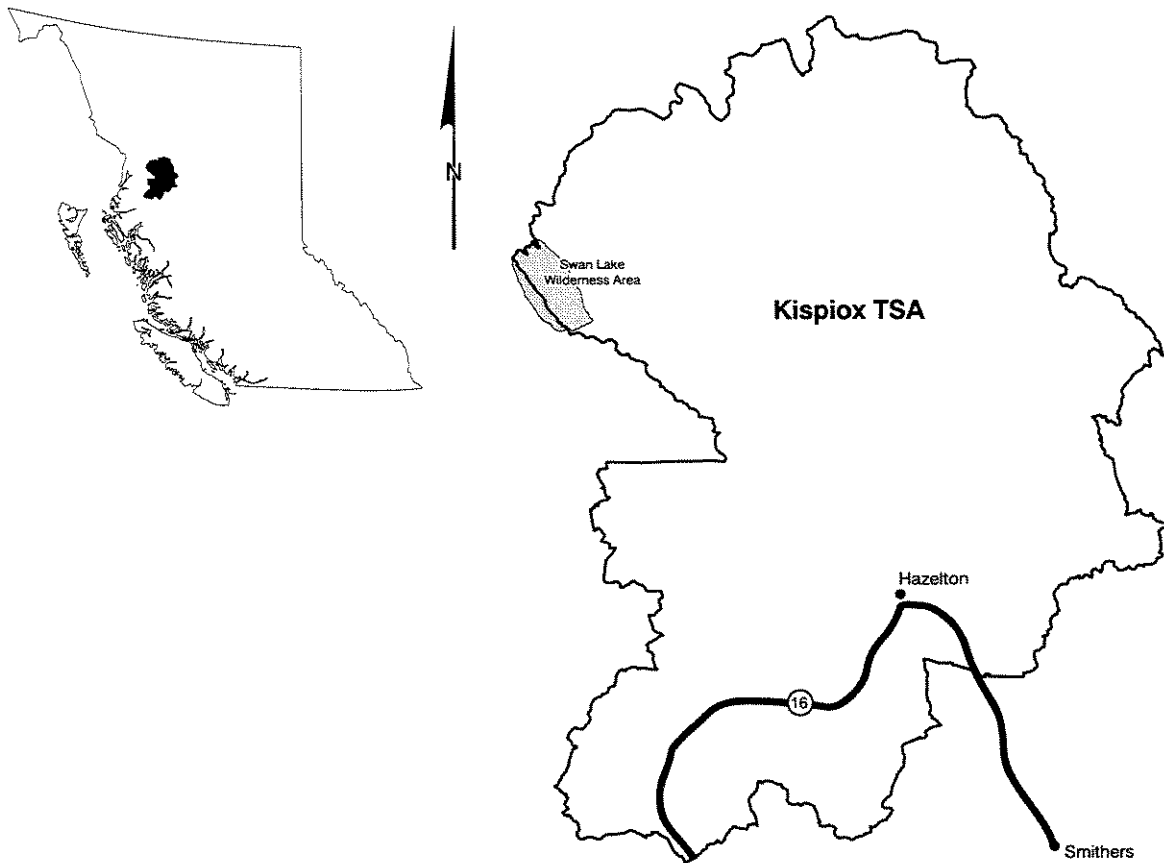 N
Swan Lake
Wilderness Area
Kispiox TSA
Hazelton
16
Smithers